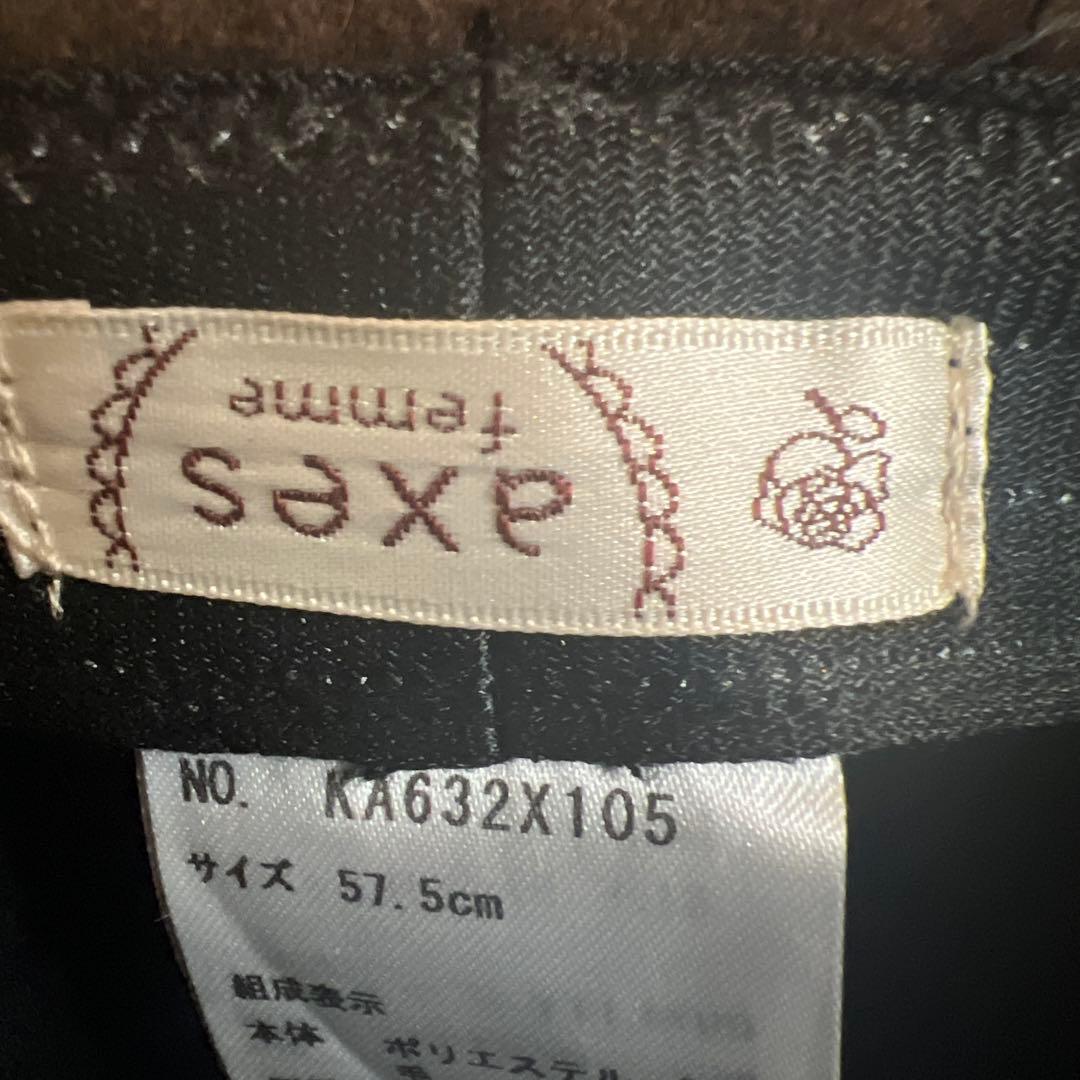 axes
femme
NO. KA632X105
サイズ 57.5cm
組成表示
本体 ポリエステル
毛